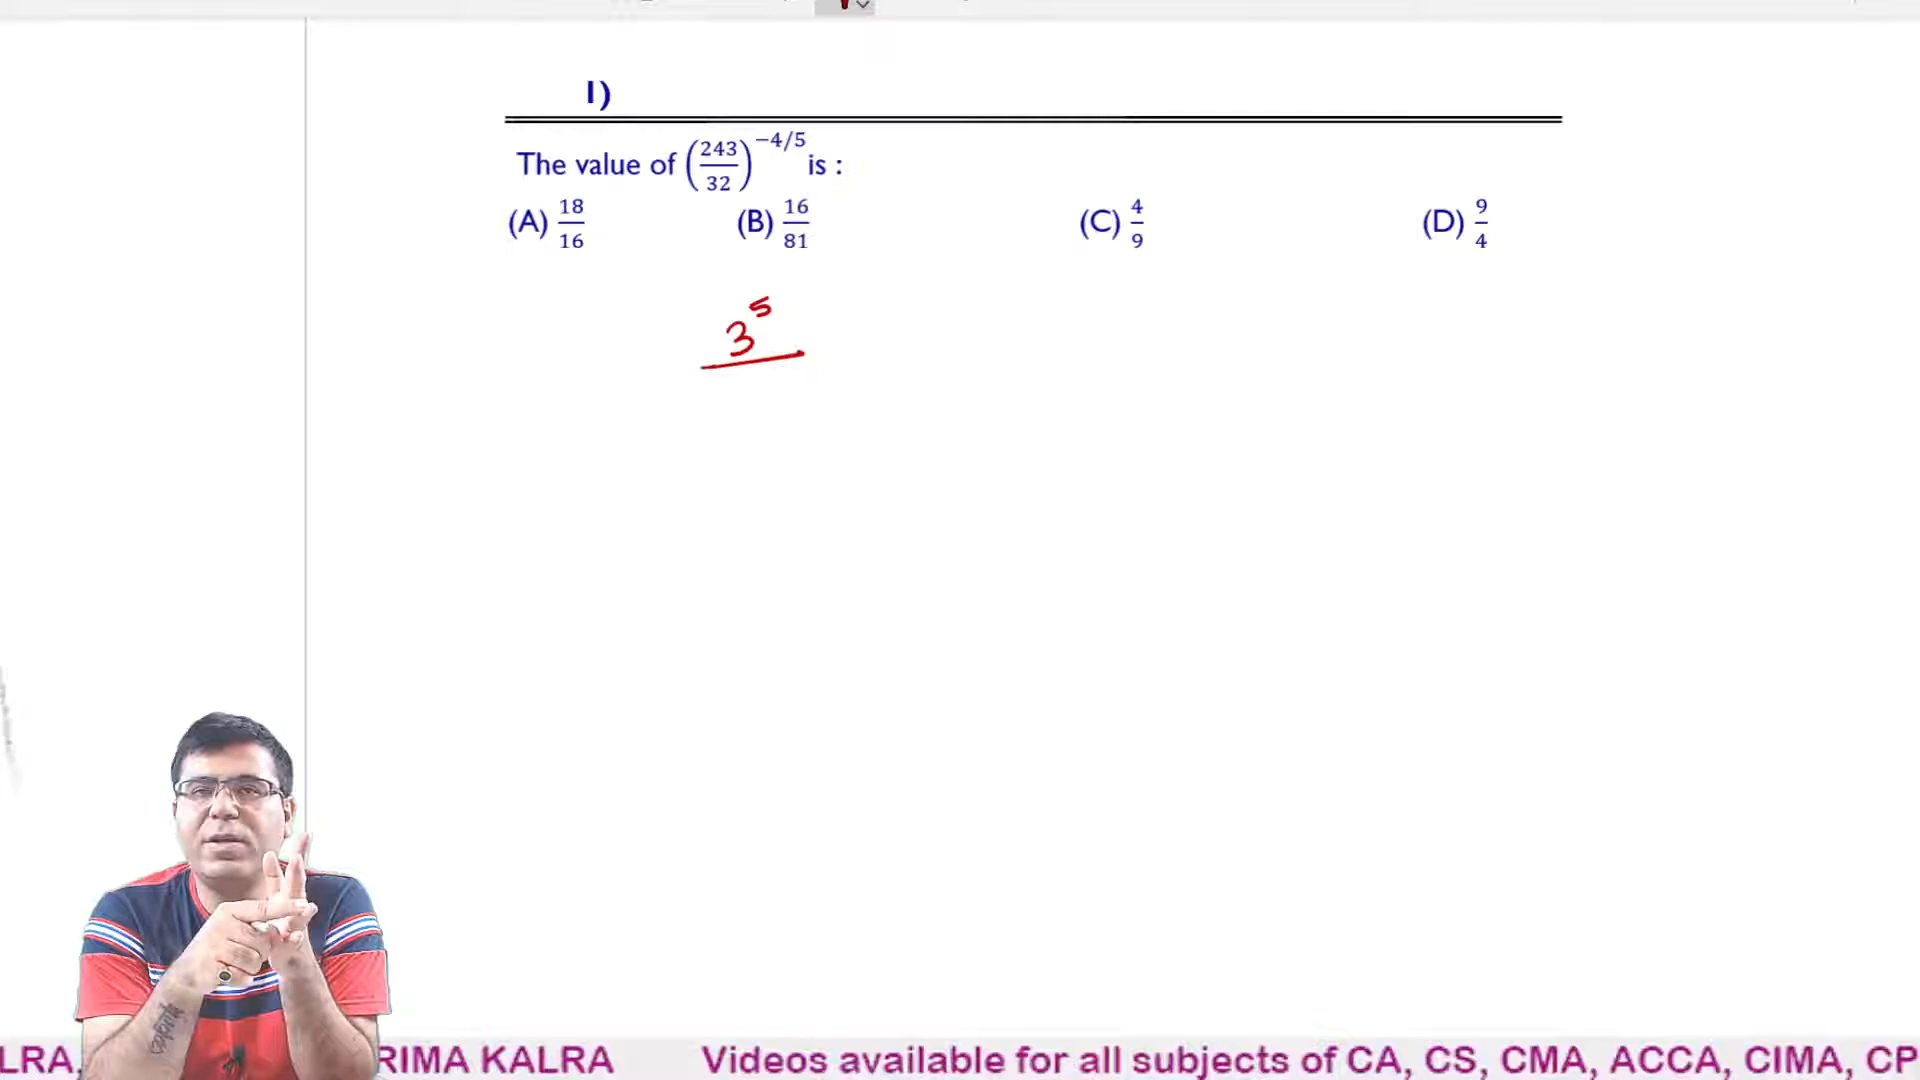 1)
The value of (243/32)^−4/5 is :
(A) 18/16 (B) 16/81 (C) 4/9 (D) 9/4
3^5
LRA, RIMA KALRA Videos available for all subjects of CA, CS, CMA, ACCA, CIMA, CP